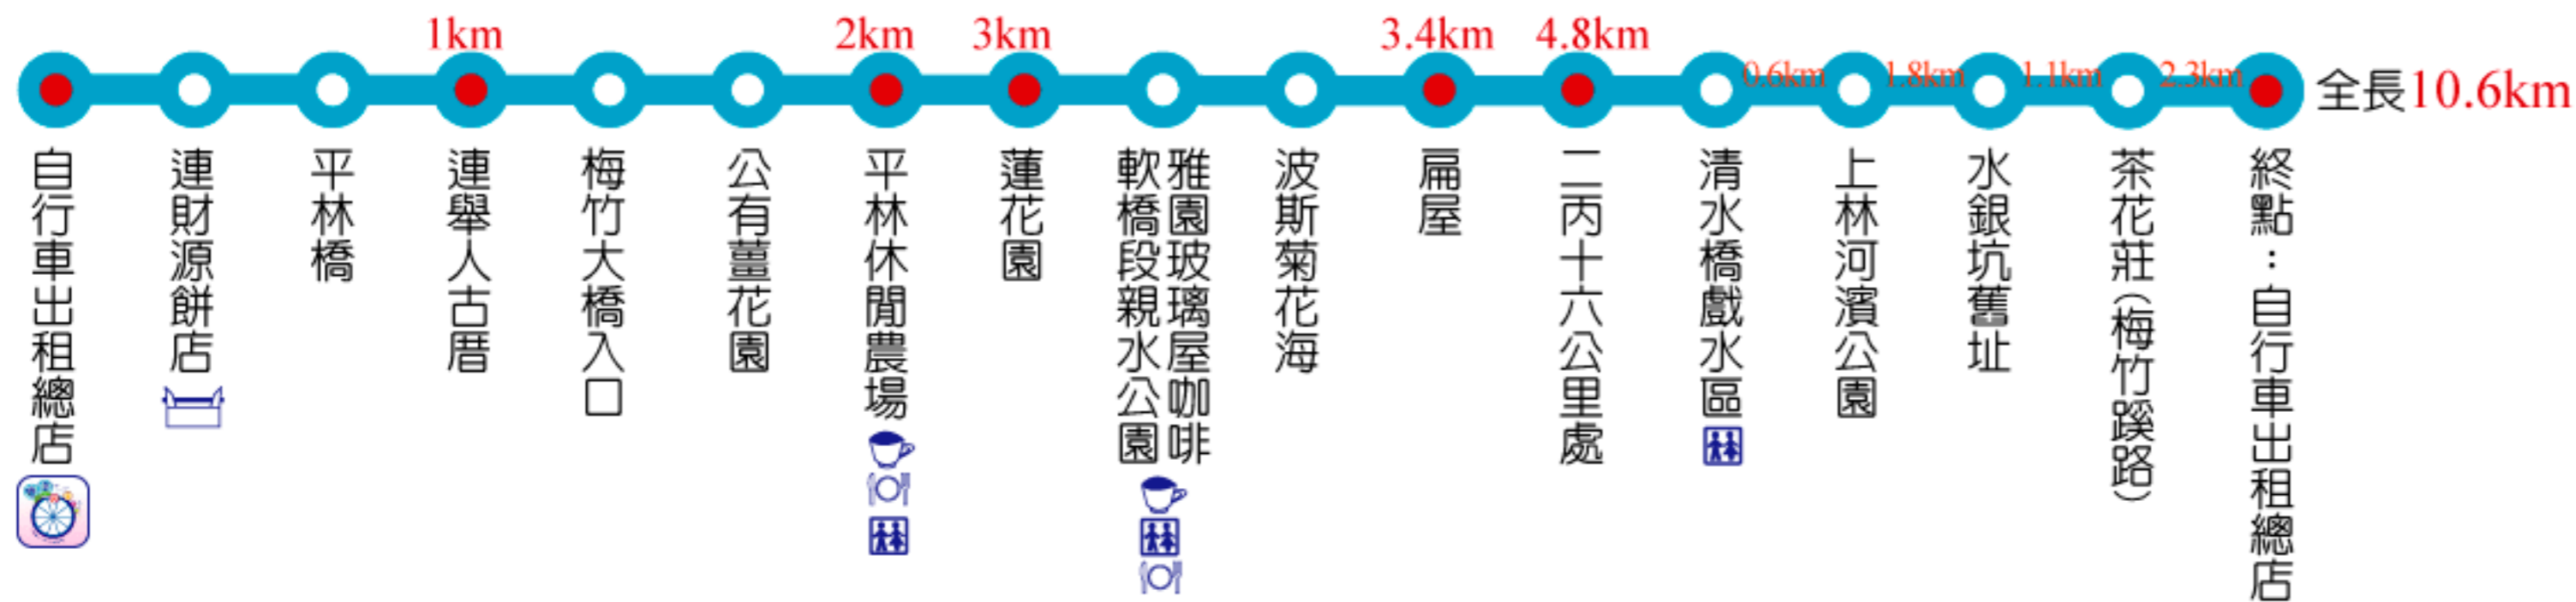 1km
2km
3km
3.4km
4.8km
0.6km
1.8km
1.1km
2.3km
全長10.6km
自行車出租總店
連財源餅店
平林橋
連舉人古厝
梅竹大橋入口
公有薑花園
平林休閒農場
蓮花園
雅園玻璃屋咖啡
軟橋段親水公園
波斯菊花海
扁屋
二丙十六公里處
清水橋戲水區
上林河濱公園
水銀坑舊址
茶花莊(梅竹蹊路)
終點：自行車出租總店